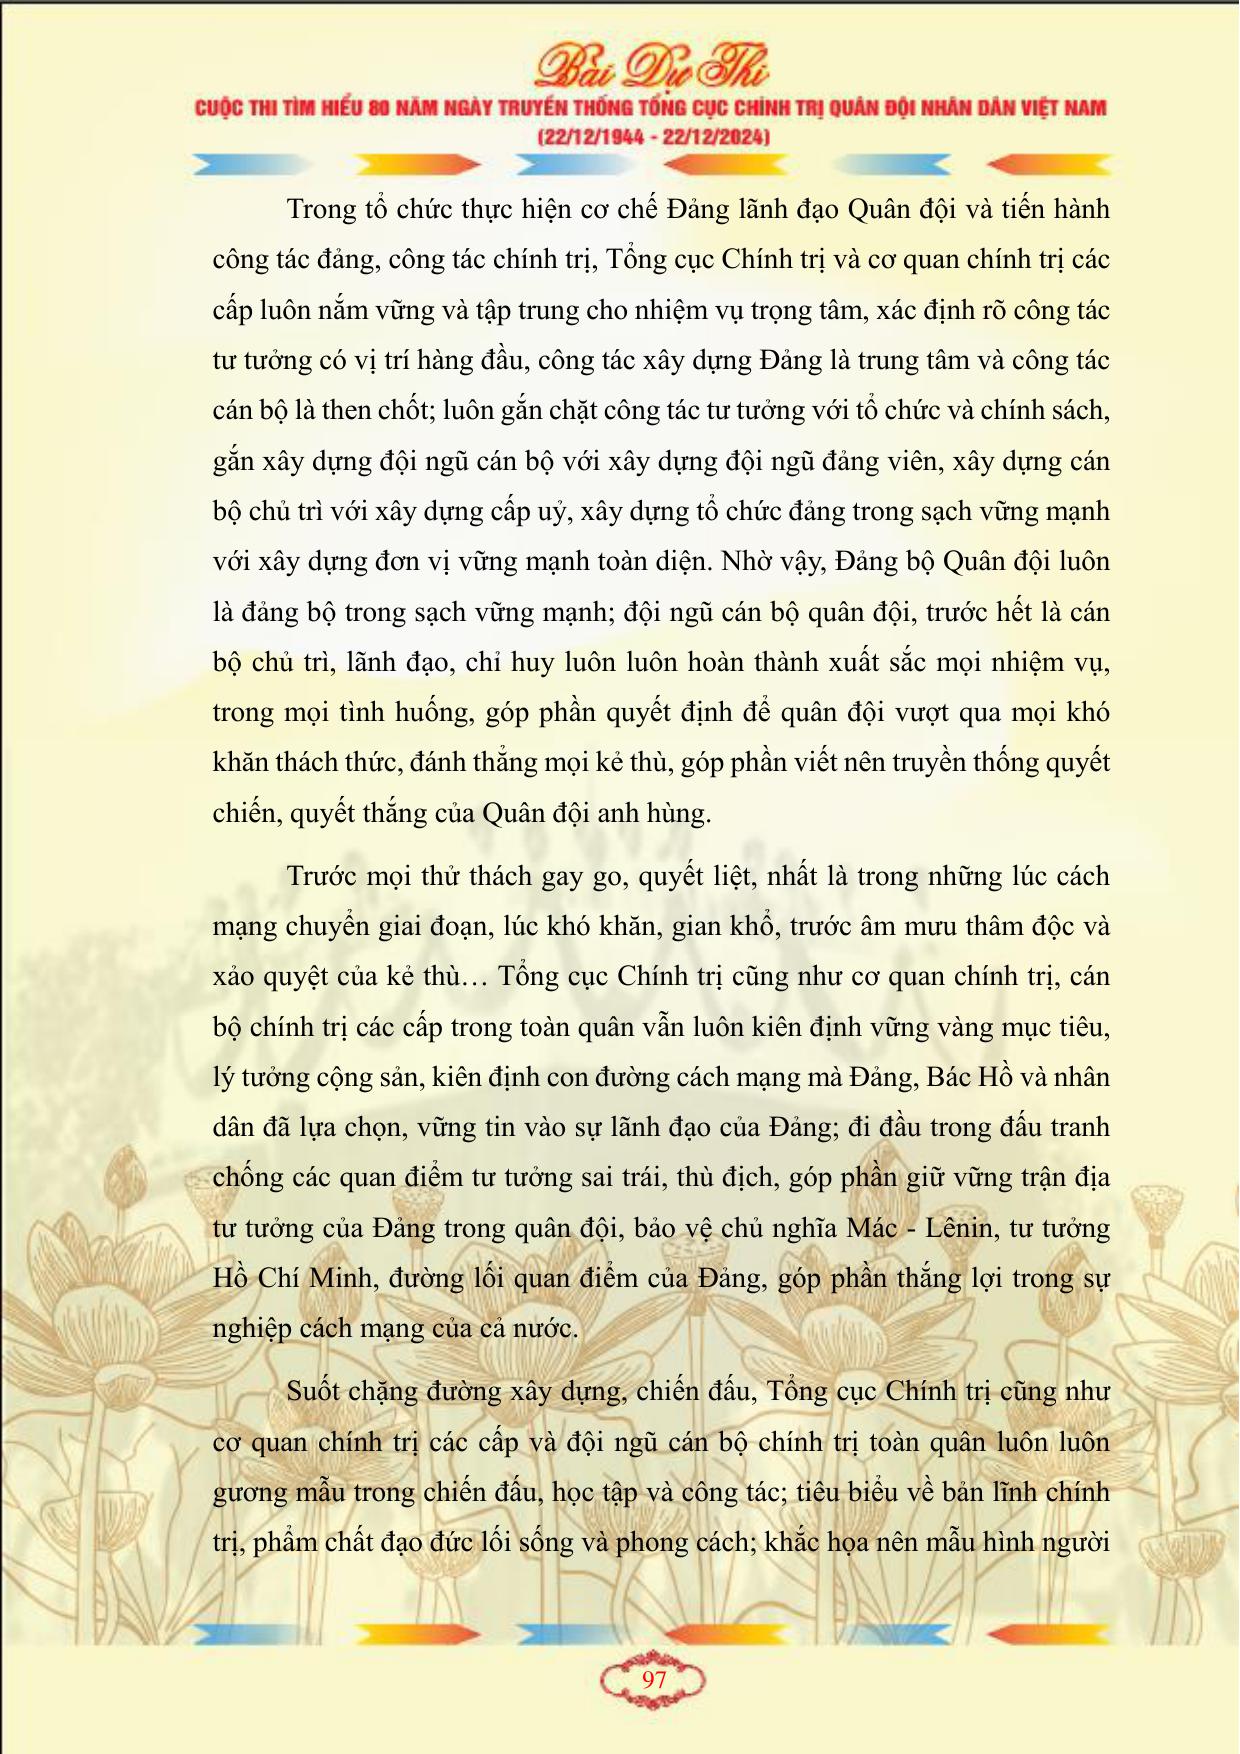 Bài Dự Thi
CUỘC THI TÌM HIỂU 80 NĂM NGÀY TRUYỀN THỐNG TỔNG CỤC CHÍNH TRỊ QUÂN ĐỘI NHÂN DÂN VIỆT NAM
(22/12/1944 - 22/12/2024)
Trong tổ chức thực hiện cơ chế Đảng lãnh đạo Quân đội và tiến hành
công tác đảng, công tác chính trị, Tổng cục Chính trị và cơ quan chính trị các
cấp luôn nắm vững và tập trung cho nhiệm vụ trọng tâm, xác định rõ công tác
tư tưởng có vị trí hàng đầu, công tác xây dựng Đảng là trung tâm và công tác
cán bộ là then chốt; luôn gắn chặt công tác tư tưởng với tổ chức và chính sách,
gắn xây dựng đội ngũ cán bộ với xây dựng đội ngũ đảng viên, xây dựng cán
bộ chủ trì với xây dựng cấp uỷ, xây dựng tổ chức đảng trong sạch vững mạnh
với xây dựng đơn vị vững mạnh toàn diện. Nhờ vậy, Đảng bộ Quân đội luôn
là đảng bộ trong sạch vững mạnh; đội ngũ cán bộ quân đội, trước hết là cán
bộ chủ trì, lãnh đạo, chỉ huy luôn luôn hoàn thành xuất sắc mọi nhiệm vụ,
trong mọi tình huống, góp phần quyết định để quân đội vượt qua mọi khó
khăn thách thức, đánh thắng mọi kẻ thù, góp phần viết nên truyền thống quyết
chiến, quyết thắng của Quân đội anh hùng.
Trước mọi thử thách gay go, quyết liệt, nhất là trong những lúc cách
mạng chuyển giai đoạn, lúc khó khăn, gian khổ, trước âm mưu thâm độc và
xảo quyệt của kẻ thù… Tổng cục Chính trị cũng như cơ quan chính trị, cán
bộ chính trị các cấp trong toàn quân vẫn luôn kiên định vững vàng mục tiêu,
lý tưởng cộng sản, kiên định con đường cách mạng mà Đảng, Bác Hồ và nhân
dân đã lựa chọn, vững tin vào sự lãnh đạo của Đảng; đi đầu trong đấu tranh
chống các quan điểm tư tưởng sai trái, thù địch, góp phần giữ vững trận địa
tư tưởng của Đảng trong quân đội, bảo vệ chủ nghĩa Mác - Lênin, tư tưởng
Hồ Chí Minh, đường lối quan điểm của Đảng, góp phần thắng lợi trong sự
nghiệp cách mạng của cả nước.
Suốt chặng đường xây dựng, chiến đấu, Tổng cục Chính trị cũng như
cơ quan chính trị các cấp và đội ngũ cán bộ chính trị toàn quân luôn luôn
gương mẫu trong chiến đấu, học tập và công tác; tiêu biểu về bản lĩnh chính
trị, phẩm chất đạo đức lối sống và phong cách; khắc họa nên mẫu hình người
97